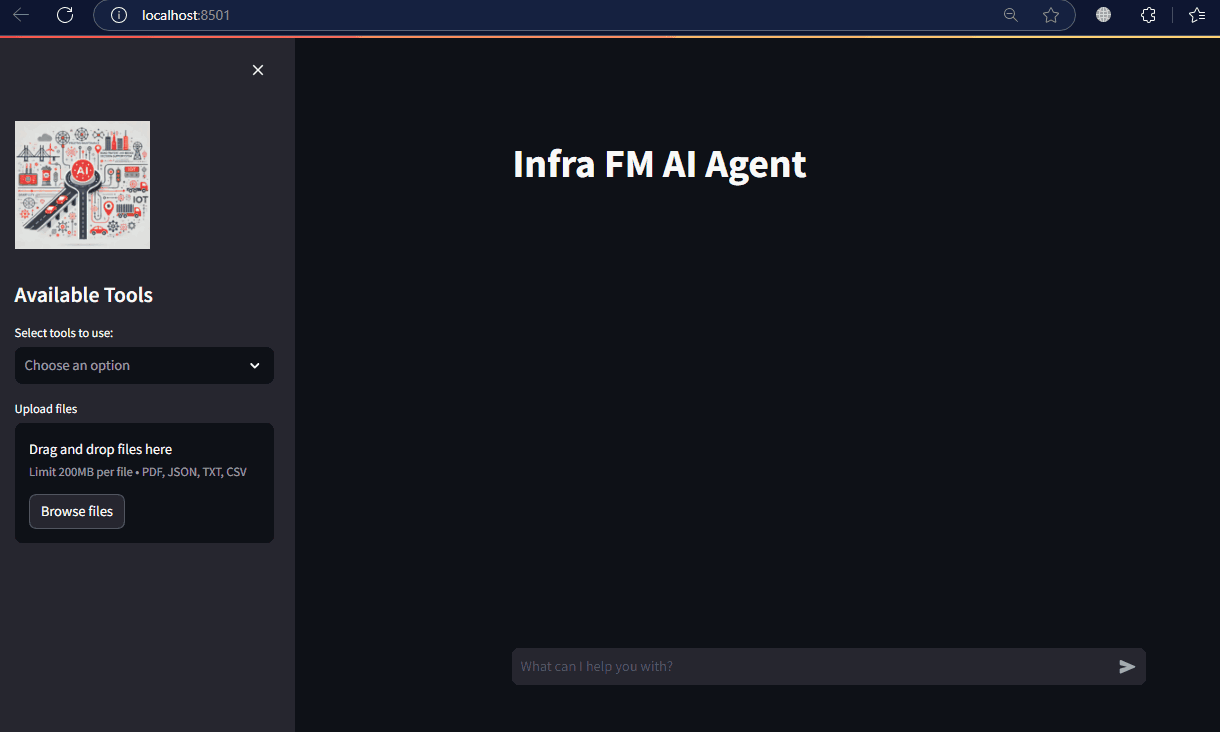 localhost:8501
AI
IOT
Available Tools
Select tools to use:
Choose an option
Upload files
Drag and drop files here
Limit 200MB per file • PDF, JSON, TXT, CSV
Browse files
Infra FM AI Agent
What can I help you with?